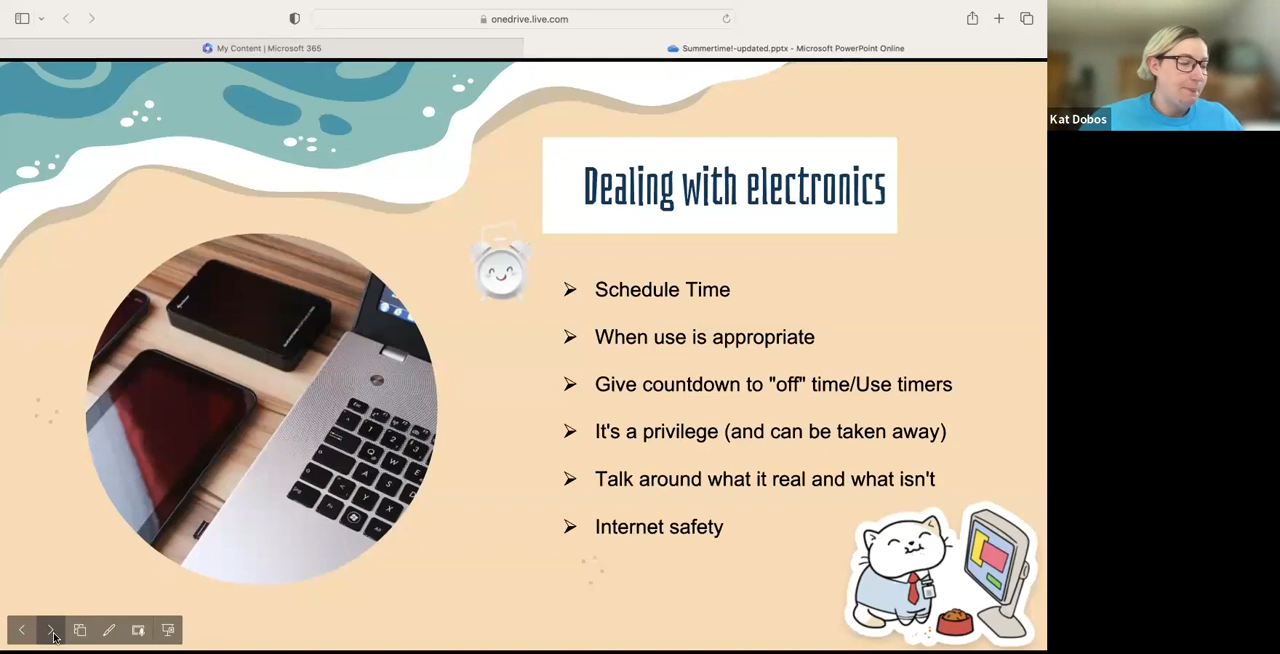 onedrive.live.com
My Content | Microsoft 365
Summertime!-updated.pptx - Microsoft PowerPoint Online
Kat Dobos
Dealing with electronics
Schedule Time
When use is appropriate
Give countdown to "off" time/Use timers
It's a privilege (and can be taken away)
Talk around what it real and what isn't
Internet safety